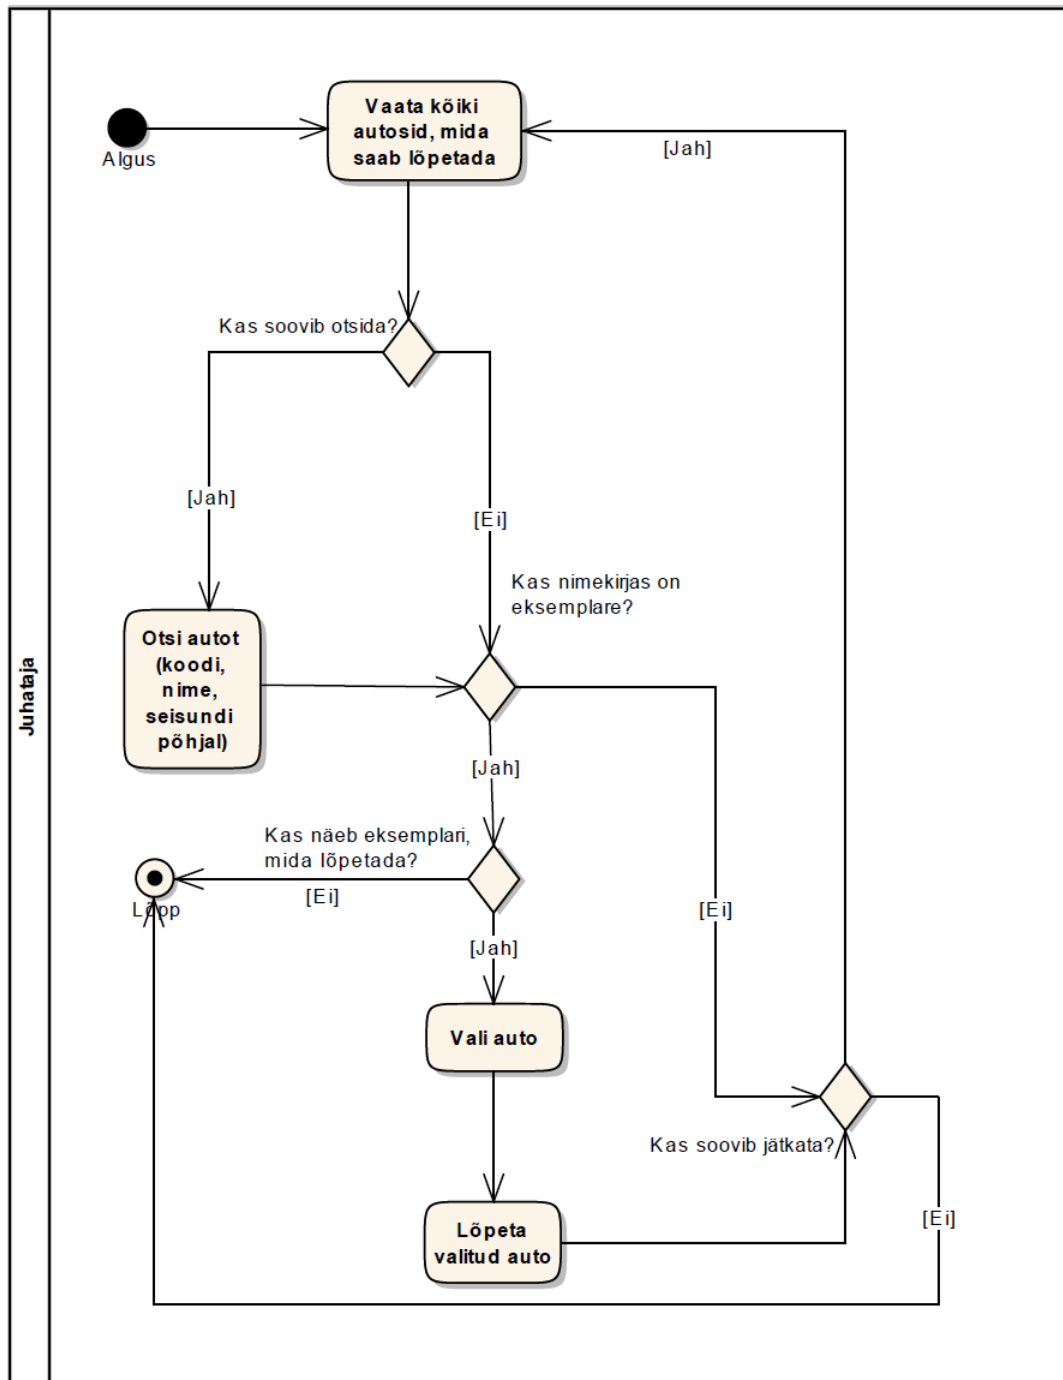 Juhataja
Algus
Vaata kõiki
autosid, mida
saab lõpetada
[Jah]
Kas soovib otsida?
[Jah]
[Ei]
Kas nimekirjas on
eksemplare?
Otsi autot
(koodi,
nime,
seisundi
põhjal)
[Jah]
Kas näeb eksemplari,
mida lõpetada?
[Ei]
Lõpp
[Ei]
[Jah]
Vali auto
Kas soovib jätkata?
[Ei]
Lõpeta
valitud auto